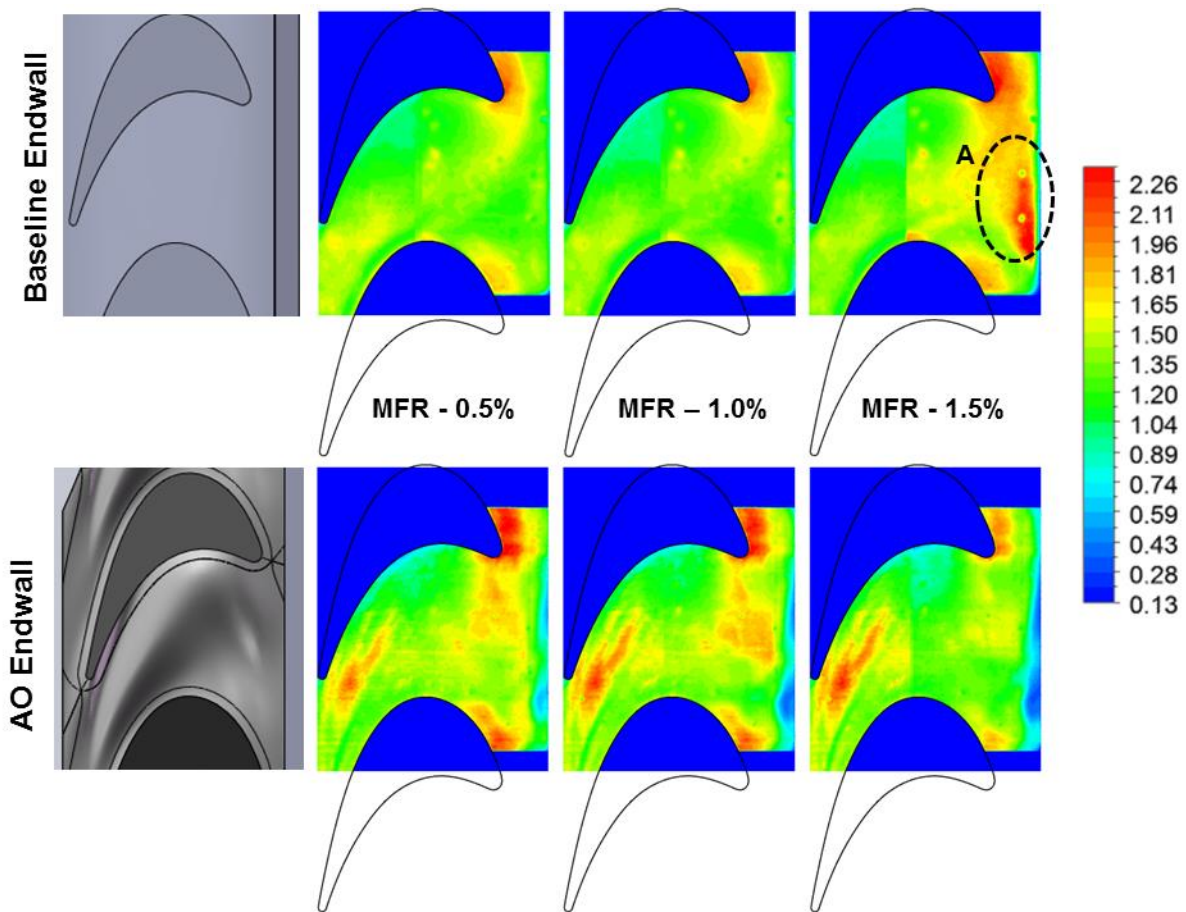 Baseline Endwall
A
MFR - 0.5%
MFR – 1.0%
MFR - 1.5%
2.26
2.11
1.96
1.81
1.65
1.50
1.35
1.20
1.04
0.89
0.74
0.59
0.43
0.28
0.13
AO Endwall